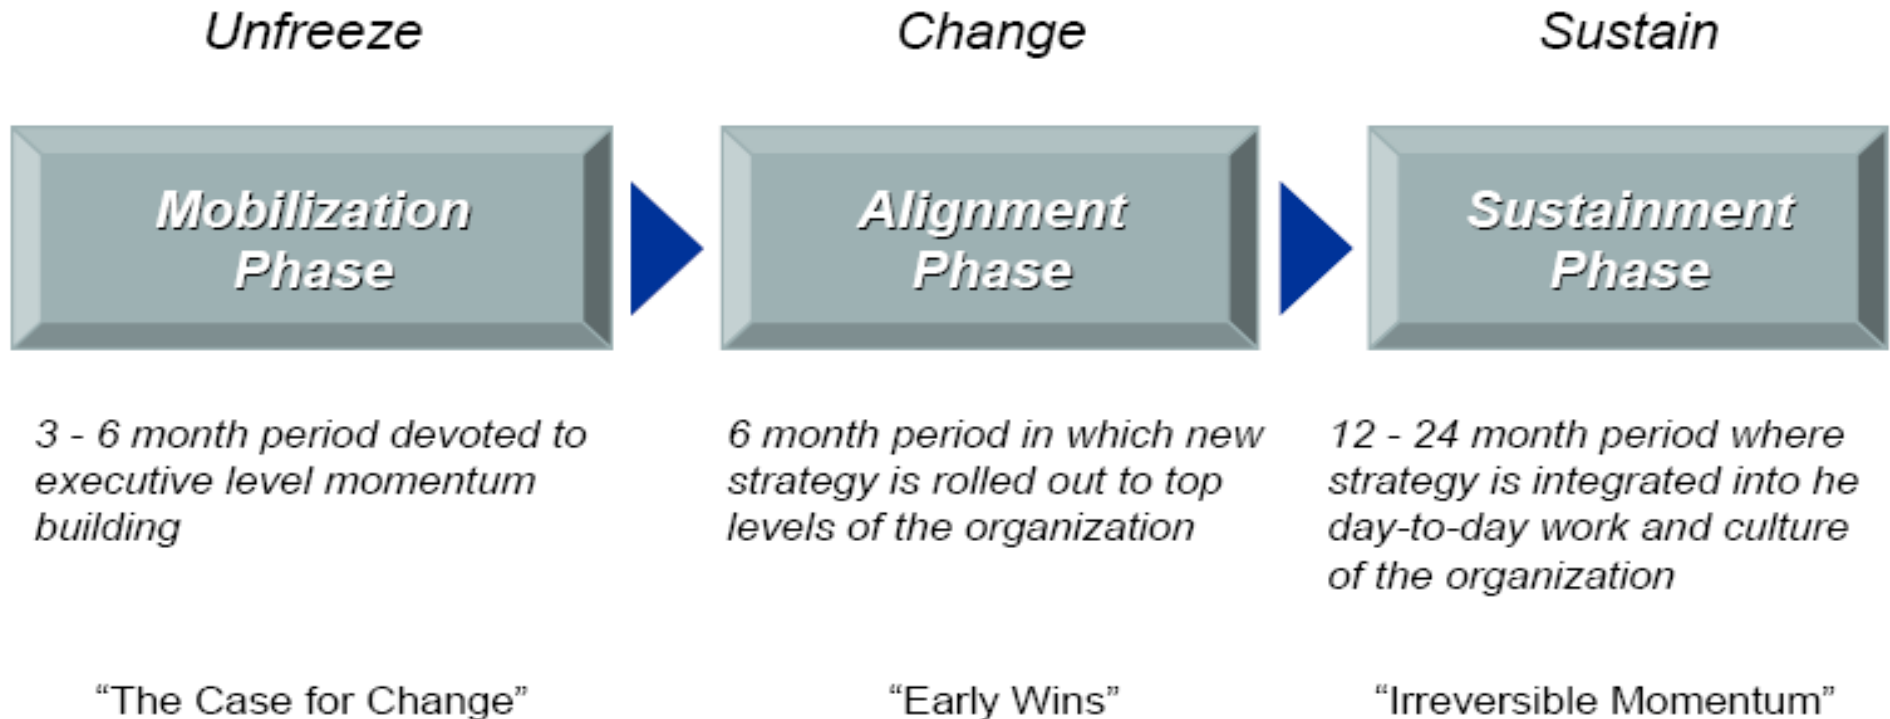 Unfreeze
Change
Sustain
Mobilization
Phase
Alignment
Phase
Sustainment
Phase
3 - 6 month period devoted to
executive level momentum
building
6 month period in which new
strategy is rolled out to top
levels of the organization
12 - 24 month period where
strategy is integrated into he
day-to-day work and culture
of the organization
“The Case for Change”
“Early Wins”
“Irreversible Momentum”